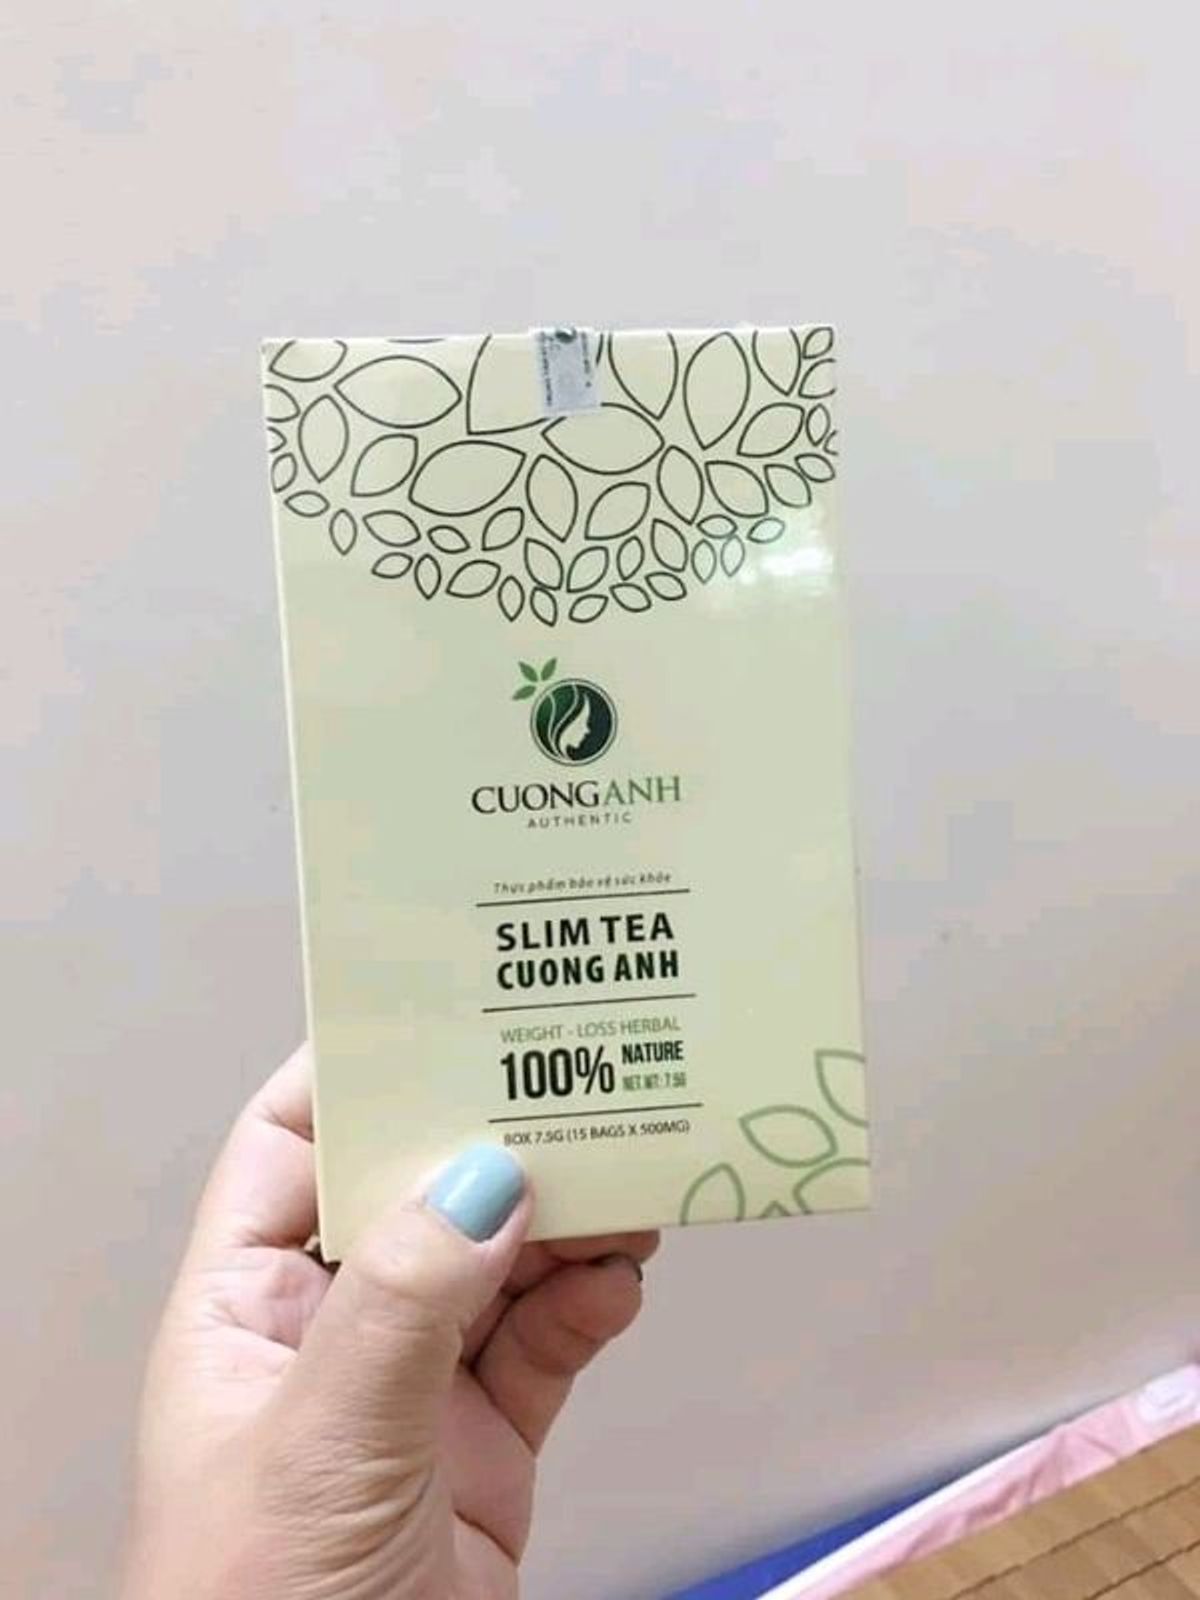 CUONGANH
AUTHENTIC
Thực phẩm bảo vệ sức khỏe
SLIM TEA
CUONG ANH
WEIGHT - LOSS HERBAL
100% NATURE
NET WT: 7.5G
BOX 7.5G (15 BAGS X 500MG)